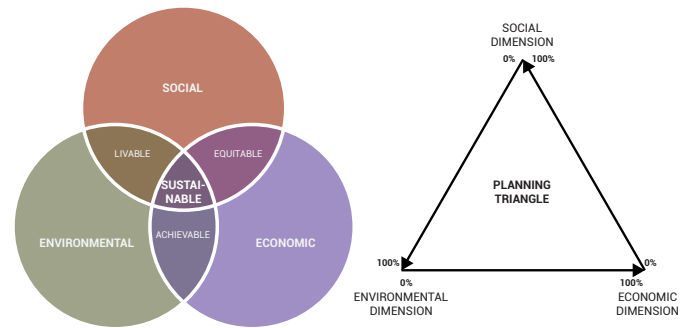 SOCIAL
LIVABLE
EQUITABLE
SUSTAI-
NABLE
ENVIRONMENTAL
ACHIEVABLE
ECONOMIC
SOCIAL
DIMENSION
0% 100%
PLANNING
TRIANGLE
100%
0%
ENVIRONMENTAL
DIMENSION
0%
100%
ECONOMIC
DIMENSION